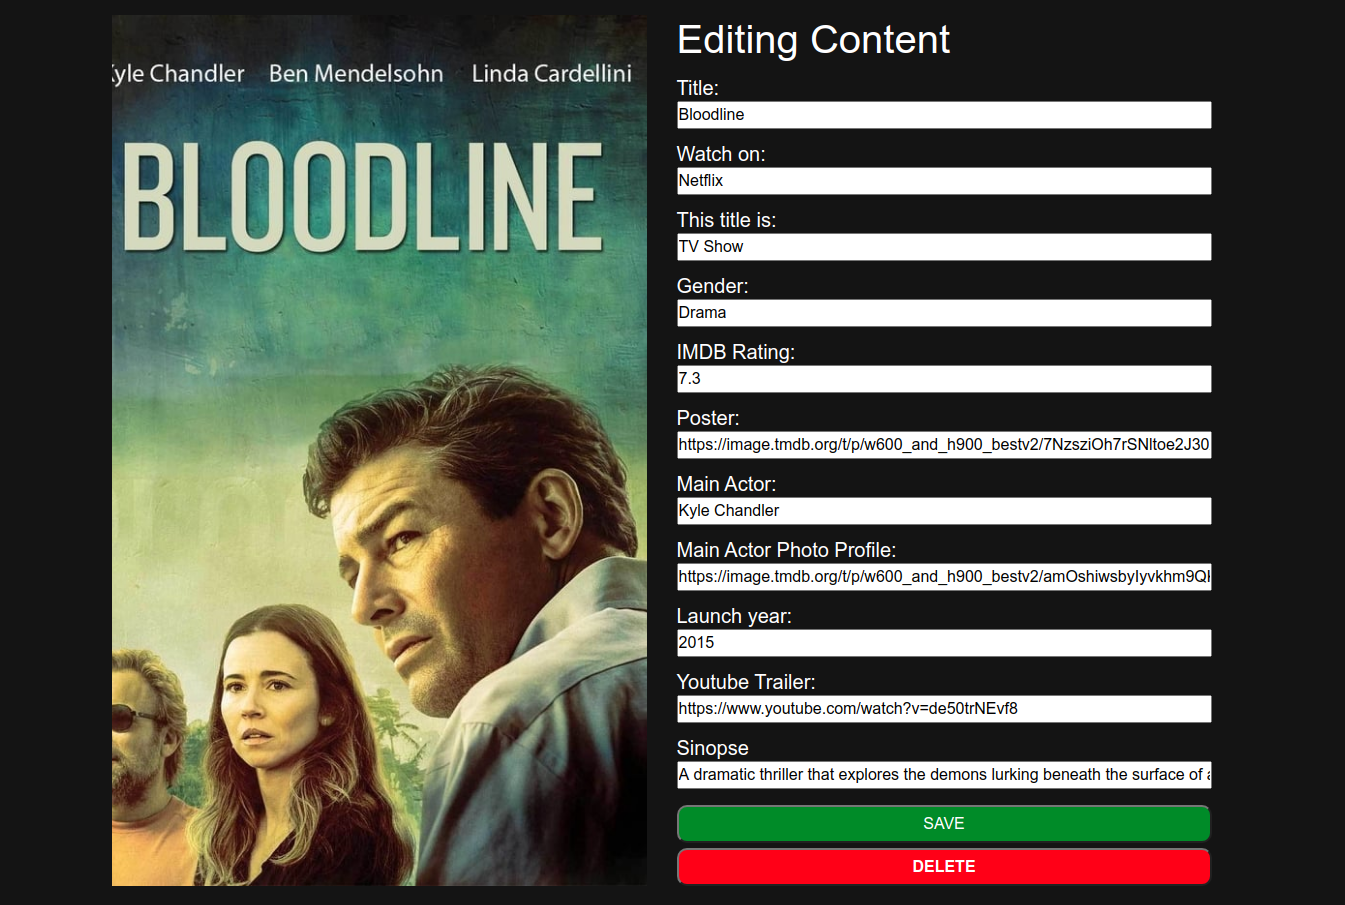 Kyle Chandler Ben Mendelsohn Linda Cardellini
BLOODLINE
Editing Content
Title:
Bloodline
Watch on:
Netflix
This title is:
TV Show
Gender:
Drama
IMDB Rating:
7.3
Poster:
https://image.tmdb.org/t/p/w600_and_h900_bestv2/7NzsziOh7rSNltoe2J30
Main Actor:
Kyle Chandler
Main Actor Photo Profile:
https://image.tmdb.org/t/p/w600_and_h900_bestv2/amOshiwsbyIyvkhm9Q
Launch year:
2015
Youtube Trailer:
https://www.youtube.com/watch?v=de50trNEvf8
Sinopse
A dramatic thriller that explores the demons lurking beneath the surface of
SAVE
DELETE